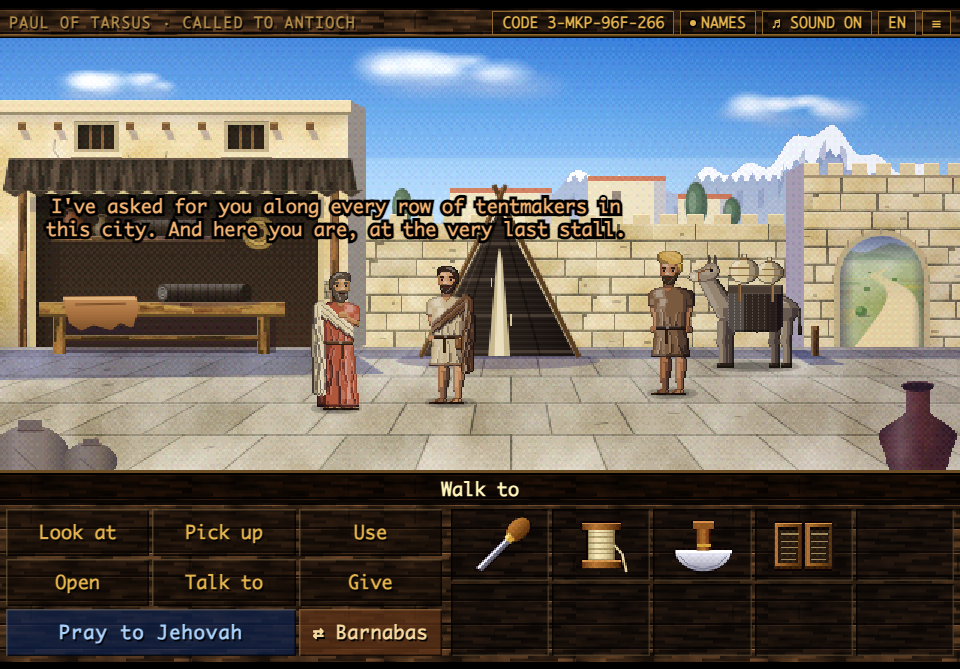 PAUL OF TARSUS · CALLED TO ANTIOCH
CODE 3-MKP-96F-266
• NAMES
♬ SOUND ON
EN
≡
I've asked for you along every row of tentmakers in
this city. And here you are, at the very last stall.
Walk to
Look at
Pick up
Use
Open
Talk to
Give
Pray to Jehovah
⇄ Barnabas